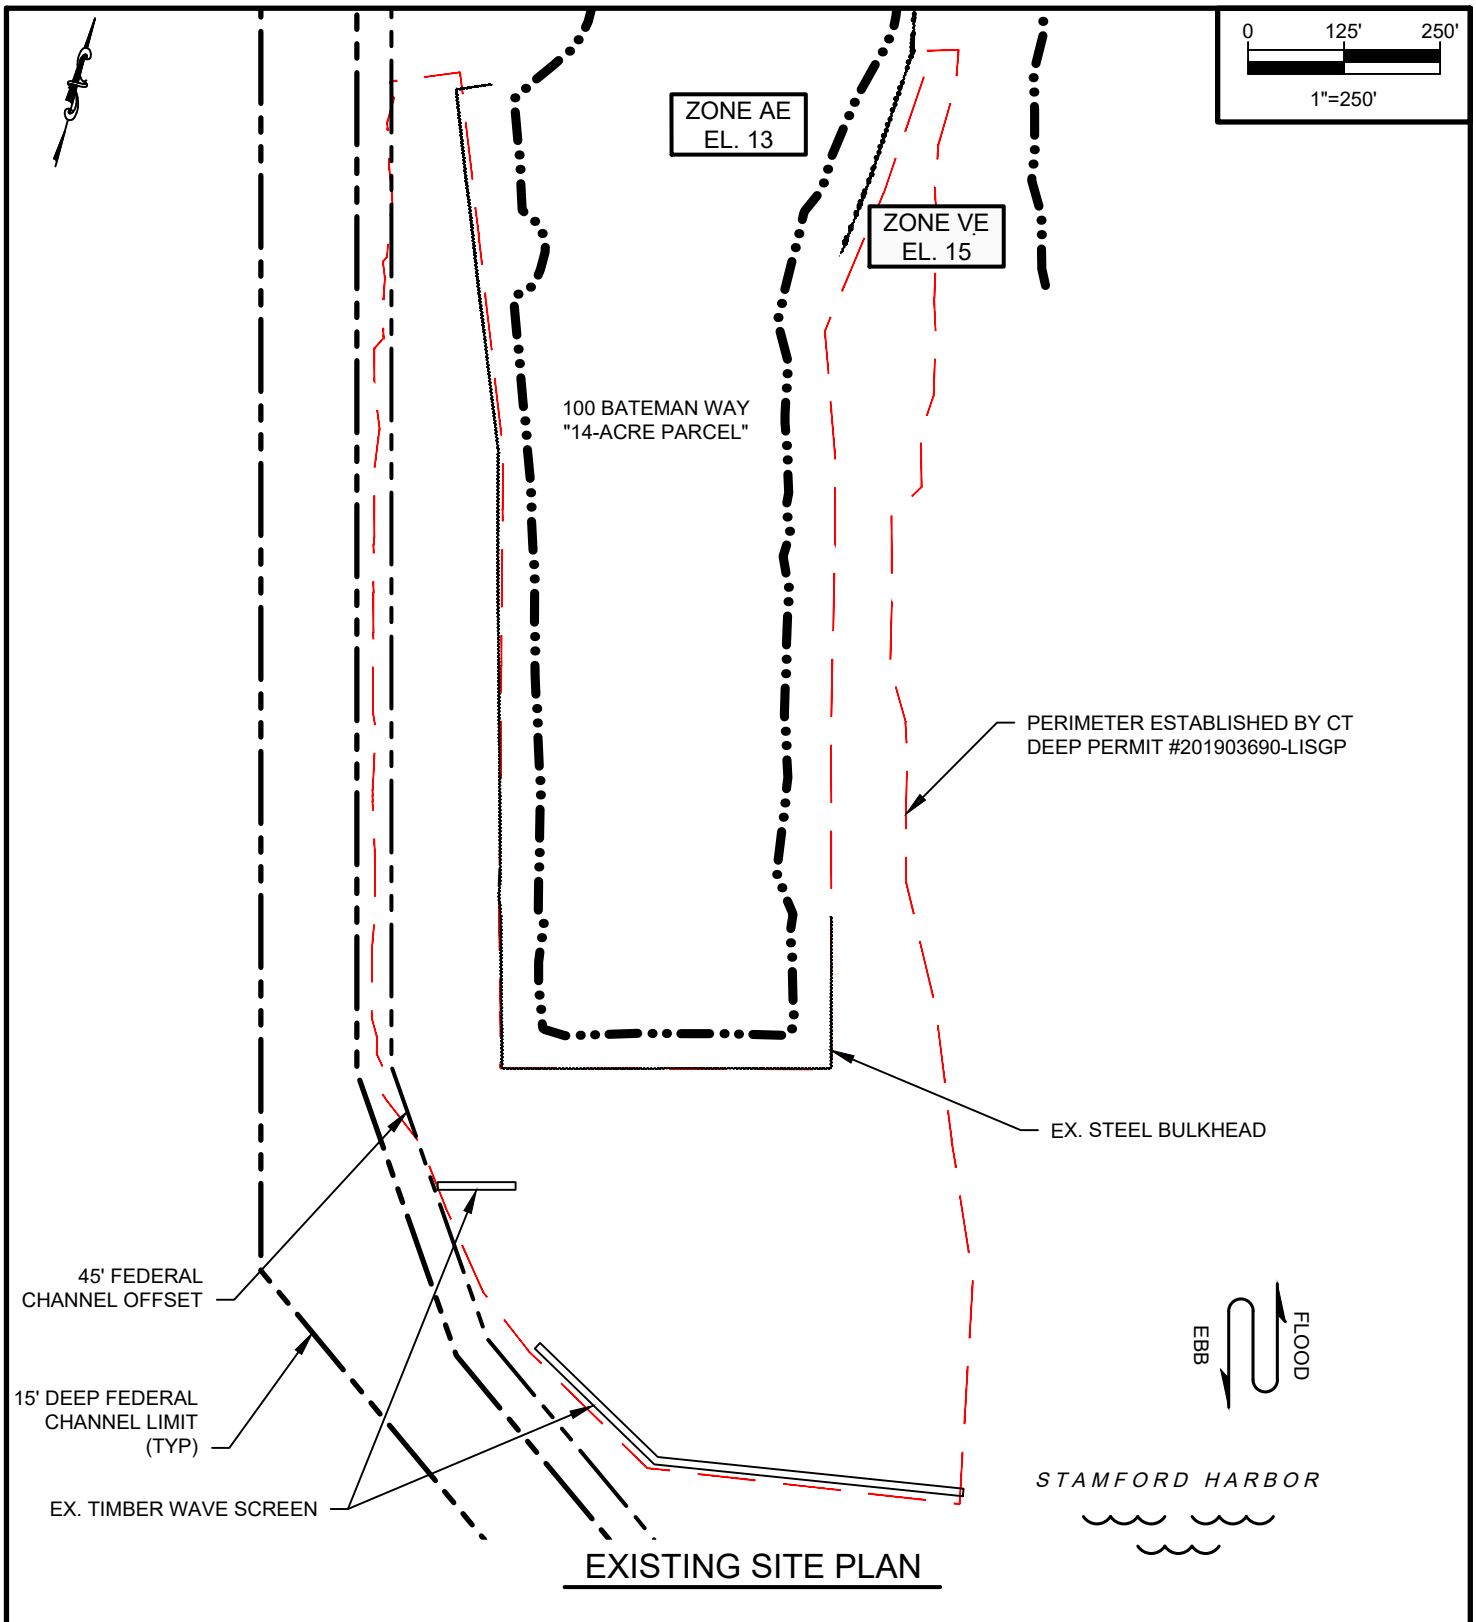 0 125' 250'
1"=250'
ZONE AE
EL. 13
ZONE VE
EL. 15
100 BATEMAN WAY
"14-ACRE PARCEL"
PERIMETER ESTABLISHED BY CT
DEEP PERMIT #201903690-LISGP
EX. STEEL BULKHEAD
45' FEDERAL
CHANNEL OFFSET
FLOOD
EBB
15' DEEP FEDERAL
CHANNEL LIMIT
(TYP)
EX. TIMBER WAVE SCREEN
STAMFORD HARBOR
EXISTING SITE PLAN